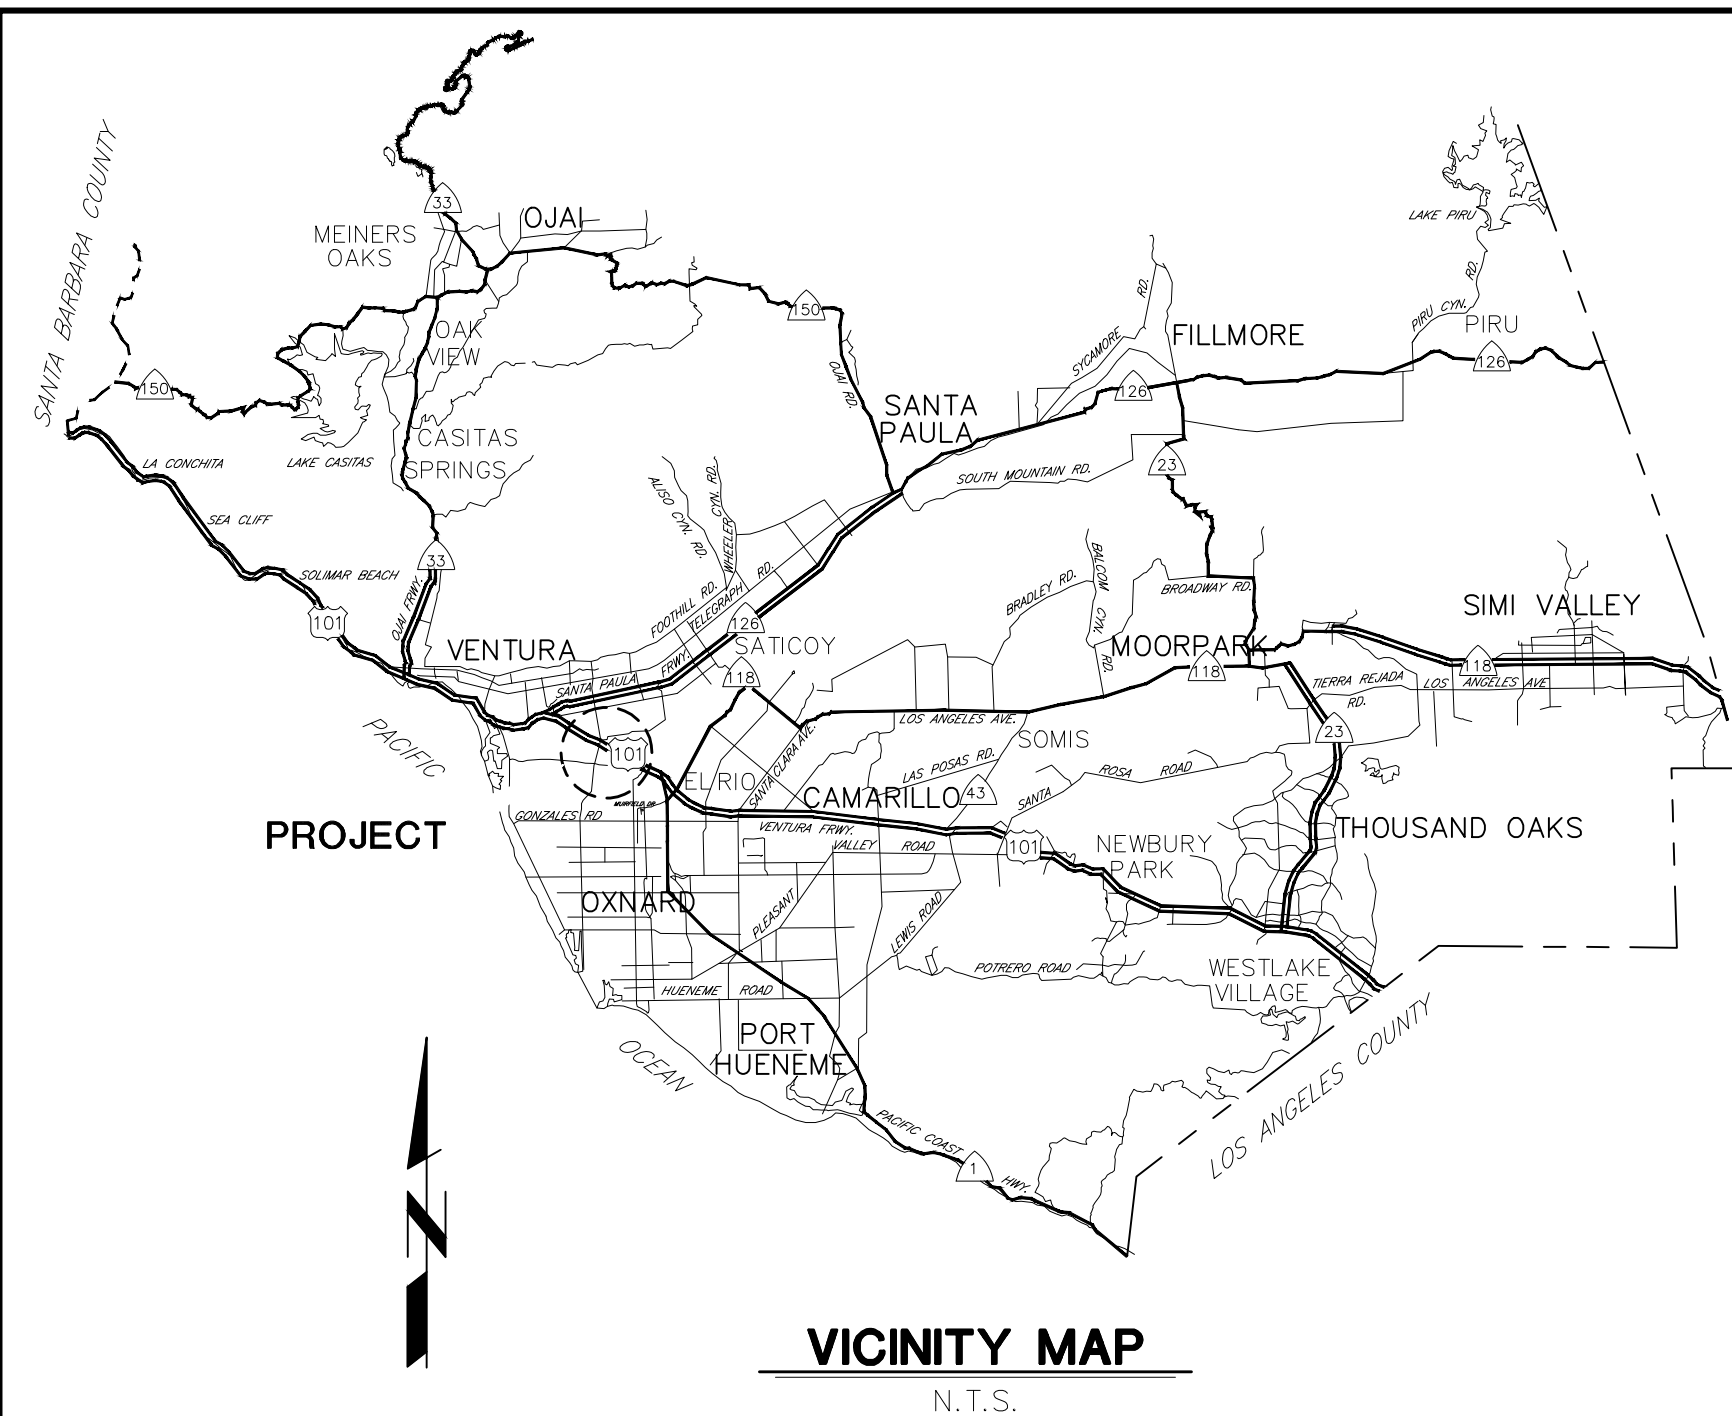 SANTA BARBARA COUNTY
33
OJAI
MEINERS
OAKS
LAKE PIRU
PIRU CYN. RD.
PIRU
126
150
OAK
VIEW
SYCAMORE RD.
FILLMORE
126
150
OJAI RD.
SANTA
PAULA
CASITAS
SPRINGS
LA CONCHITA
LAKE CASITAS
SOUTH MOUNTAIN RD.
23
SEA CLIFF
ALISO CYN. RD.
WHEELER CYN. RD.
33
SOLIMAR BEACH
OJAI FRWY.
101
FOOTHILL RD.
TELEGRAPH RD.
126
BRADLEY RD.
BALCOM CYN. RD.
BROADWAY RD.
SIMI VALLEY
VENTURA
SATICOY
MOORPARK
118
118
118
SANTA PAULA FRWY.
TIERRA REJADA RD.
LOS ANGELES AVE
LOS ANGELES AVE.
PACIFIC
101
SANTA CLARA AVE.
SOMIS
23
EL RIO
LAS POSAS RD.
SANTA ROSA ROAD
CAMARILLO
43
MUIRFIELD DR
GONZALES RD
PROJECT
VENTURA FRWY.
THOUSAND OAKS
PLEASANT VALLEY ROAD
101
NEWBURY
PARK
OXNARD
LEWIS ROAD
POTRERO ROAD
WESTLAKE
VILLAGE
HUENEME ROAD
PORT
HUENEME
OCEAN
LOS ANGELES COUNTY
PACIFIC COAST HWY.
1
N
VICINITY MAP
N.T.S.